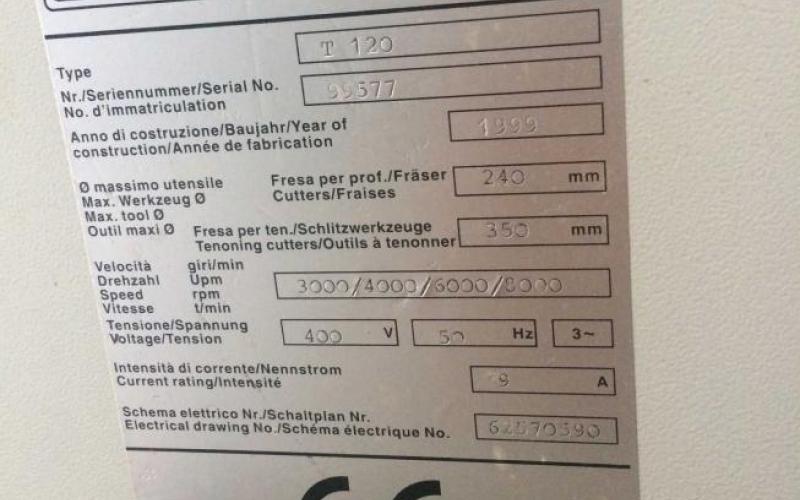 T 120
Type
Nr./Seriennummer/Serial No.
No. d'immatriculation
99377
Anno di costruzione/Baujahr/Year of
construction/Année de fabrication
1999
Ø massimo utensile
Max. Werkzeug Ø
Max. tool Ø
Outil maxi Ø
Fresa per prof./Fräser
Cutters/Fraises
240 mm
Fresa per ten./Schlitzwerkzeuge
Tenoning cutters/Outils à tenonner
350 mm
Velocità giri/min
Drehzahl Upm
Speed rpm
Vitesse t/min
3000/4000/6000/8000
Tensione/Spannung
Voltage/Tension
400 V
50 Hz
3~
Intensità di corrente/Nennstrom
Current rating/Intensité
9 A
Schema elettrico Nr./Schaltplan Nr.
Electrical drawing No./Schéma électrique No.
62570590
CE